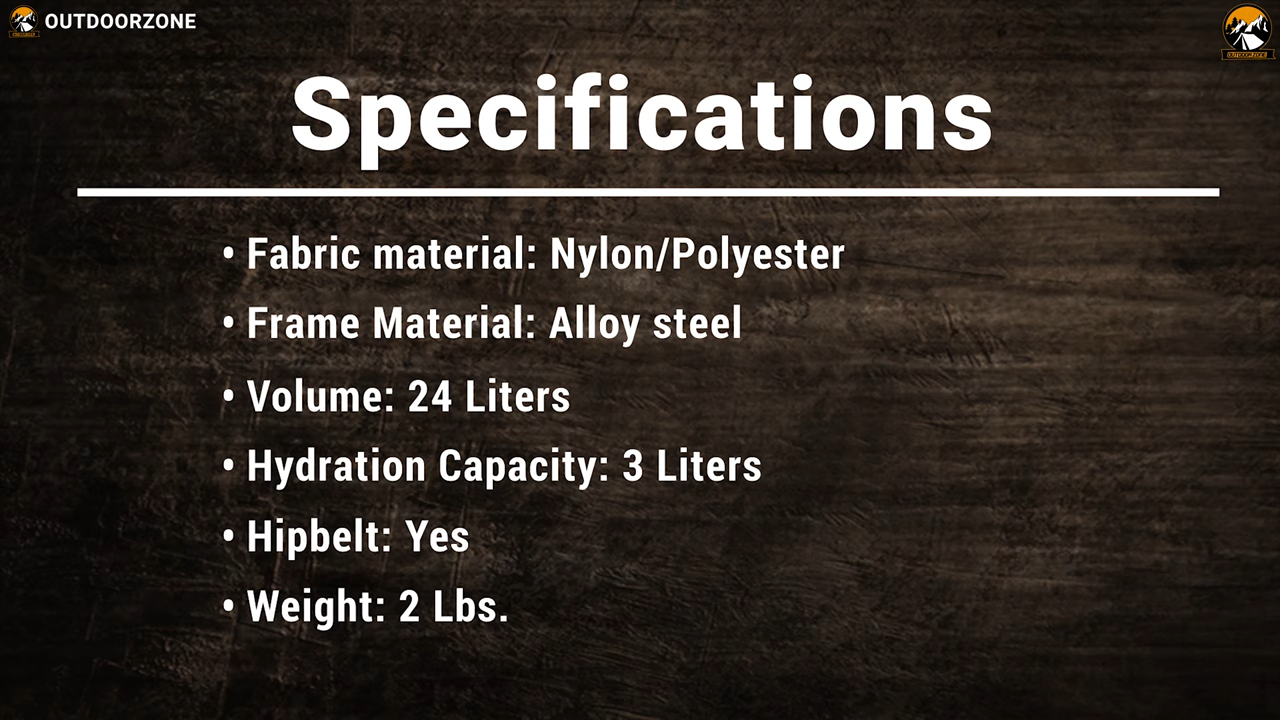 OUTDOORZONE
OUTDOORZONE
Specifications
• Fabric material: Nylon/Polyester
• Frame Material: Alloy steel
• Volume: 24 Liters
• Hydration Capacity: 3 Liters
• Hipbelt: Yes
• Weight: 2 Lbs.